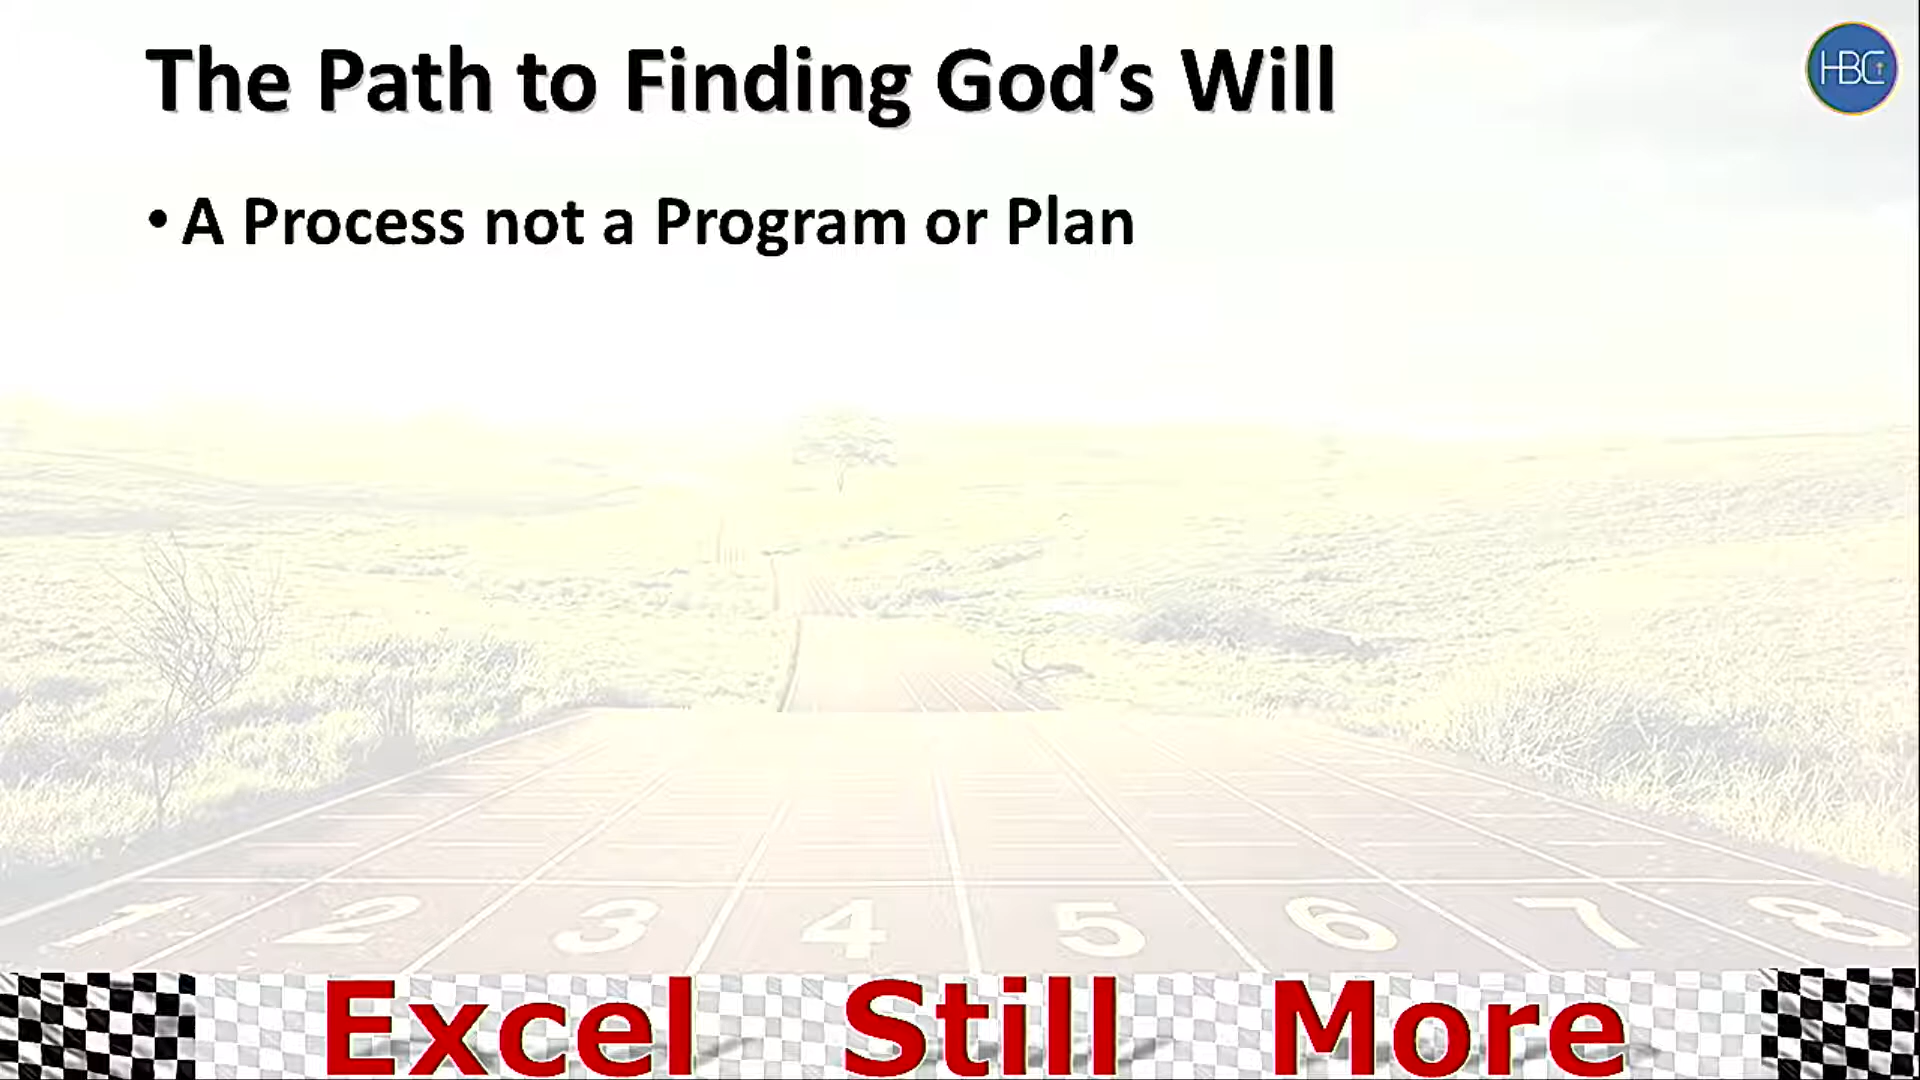 The Path to Finding God’s Will
HBC
• A Process not a Program or Plan
1 2 3 4 5 6 7 8
Excel Still More